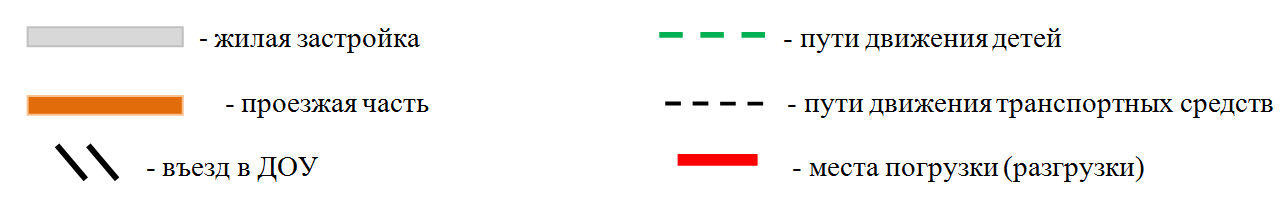 - жилая застройка
- проезжая часть
- въезд в ДОУ
- пути движения детей
- пути движения транспортных средств
- места погрузки (разгрузки)